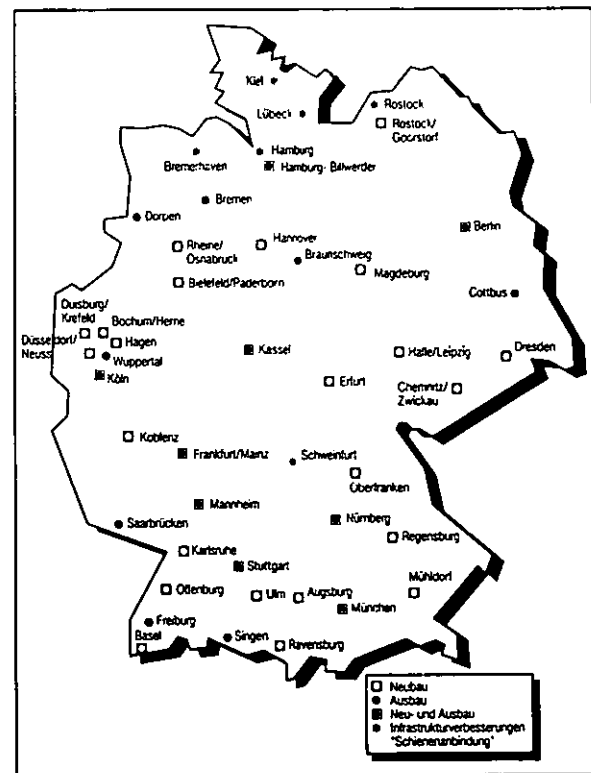 Kiel
Lübeck
Rostock
Rostock/
Goorstorf
Bremerhaven
Hamburg
Hamburg-Billwerder
Bremen
Dörpen
Berlin
Rheine/
Osnabrück
Hannover
Braunschweig
Magdeburg
Bielefeld/Paderborn
Cottbus
Duisburg/
Krefeld
Bochum/Herne
Düsseldorf/
Neuss
Hagen
Wuppertal
Köln
Kassel
Halle/Leipzig
Dresden
Erfurt
Chemnitz/
Zwickau
Koblenz
Frankfurt/Mainz
Schweinfurt
Oberfranken
Mannheim
Nürnberg
Saarbrücken
Regensburg
Karlsruhe
Stuttgart
Offenburg
Ulm
Augsburg
Mühldorf
München
Freiburg
Basel
Singen
Ravensburg
Neubau
Ausbau
Neu- und Ausbau
Infrastrukturverbesserungen
"Schienenanbindung"